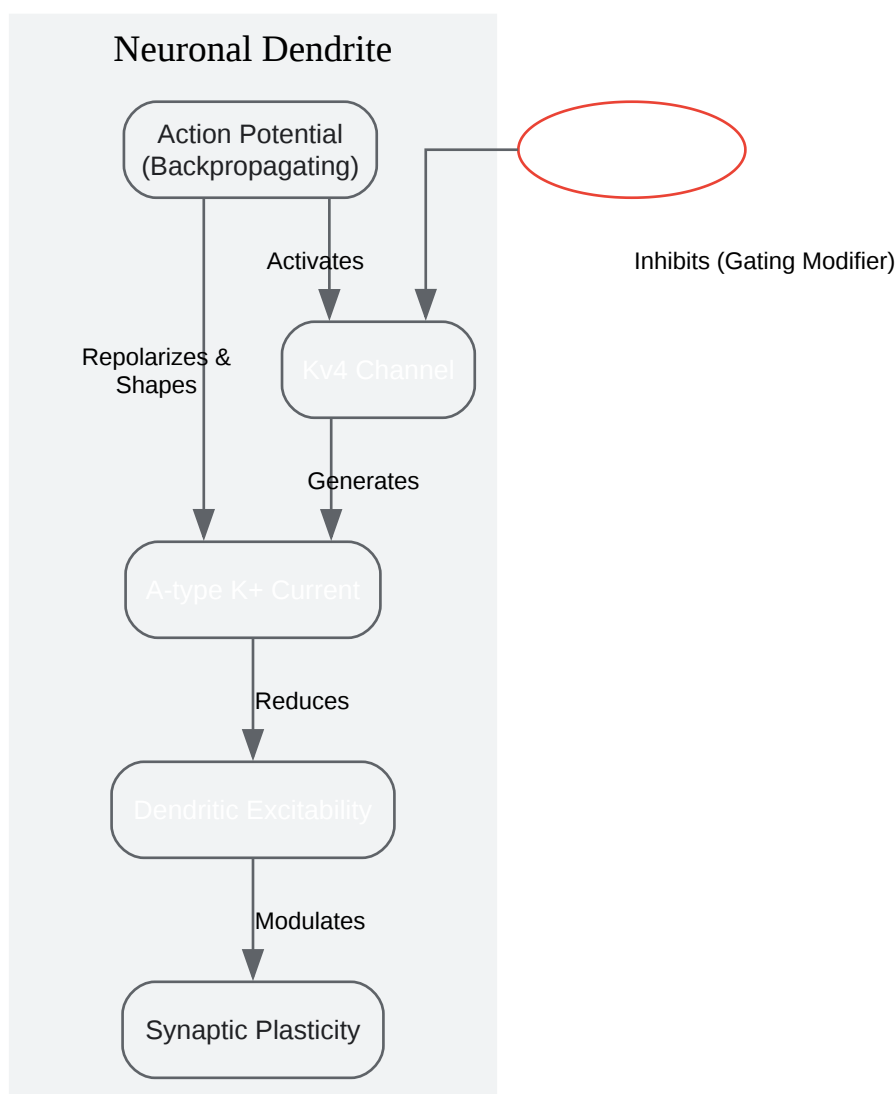 Neuronal Dendrite
Action Potential
(Backpropagating)
Activates
Inhibits (Gating Modifier)
Repolarizes &
Shapes
Kv4 Channel
Generates
A-type K+ Current
Reduces
Dendritic Excitability
Modulates
Synaptic Plasticity